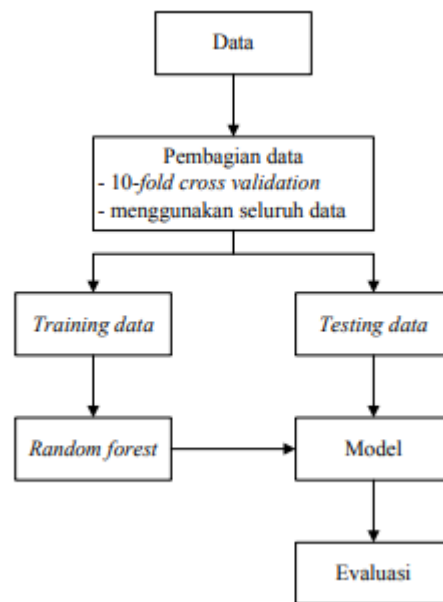 Data
Pembagian data
- 10-fold cross validation
- menggunakan seluruh data
Training data
Testing data
Random forest
Model
Evaluasi